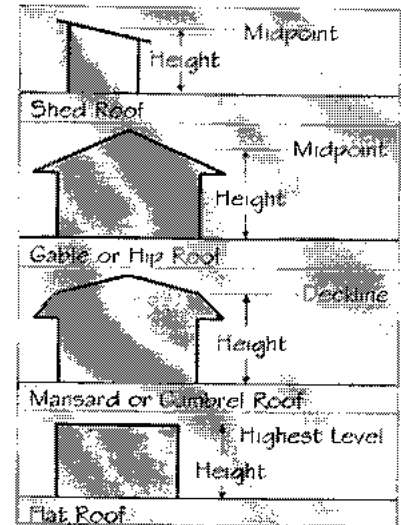 Midpoint
Height
Shed Roof
Midpoint
Height
Gable or Hip Roof
Deckline
Height
Mansard or Gambrel Roof
Highest Level
Height
Flat Roof